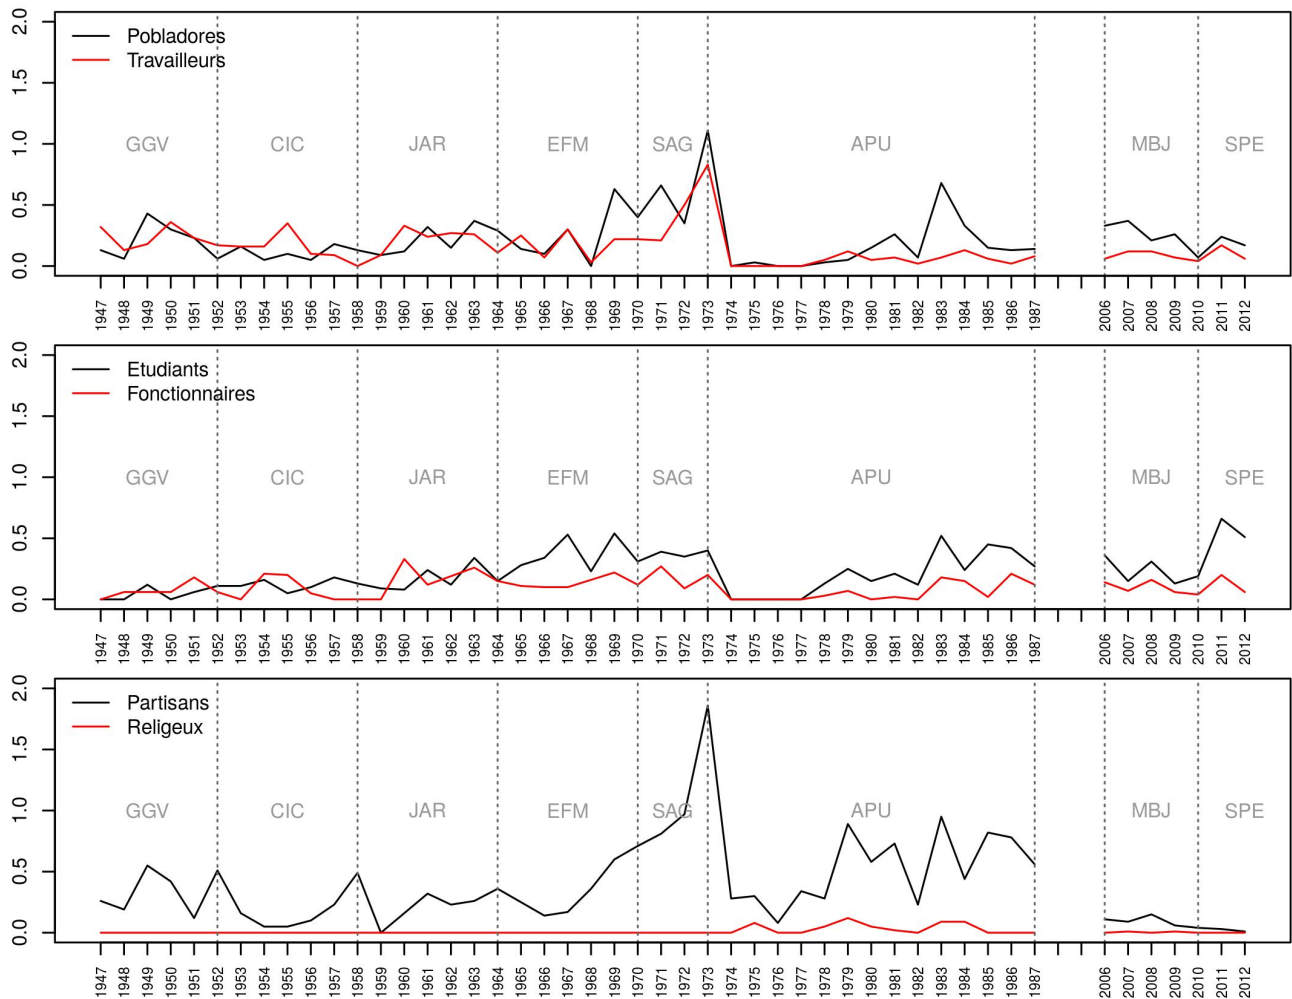 Pobladores
Travailleurs
GGV CIC JAR EFM SAG APU MBJ SPE
2.0
1.5
1.0
0.5
0.0
1947 1948 1949 1950 1951 1952 1953 1954 1955 1956 1957 1958 1959 1960 1961 1962 1963 1964 1965 1966 1967 1968 1969 1970 1971 1972 1973 1974 1975 1976 1977 1978 1979 1980 1981 1982 1983 1984 1985 1986 1987 2006 2007 2008 2009 2010 2011 2012
Etudiants
Fonctionnaires
GGV CIC JAR EFM SAG APU MBJ SPE
2.0
1.5
1.0
0.5
0.0
1947 1948 1949 1950 1951 1952 1953 1954 1955 1956 1957 1958 1959 1960 1961 1962 1963 1964 1965 1966 1967 1968 1969 1970 1971 1972 1973 1974 1975 1976 1977 1978 1979 1980 1981 1982 1983 1984 1985 1986 1987 2006 2007 2008 2009 2010 2011 2012
Partisans
Religeux
GGV CIC JAR EFM SAG APU MBJ SPE
2.0
1.5
1.0
0.5
0.0
1947 1948 1949 1950 1951 1952 1953 1954 1955 1956 1957 1958 1959 1960 1961 1962 1963 1964 1965 1966 1967 1968 1969 1970 1971 1972 1973 1974 1975 1976 1977 1978 1979 1980 1981 1982 1983 1984 1985 1986 1987 2006 2007 2008 2009 2010 2011 2012